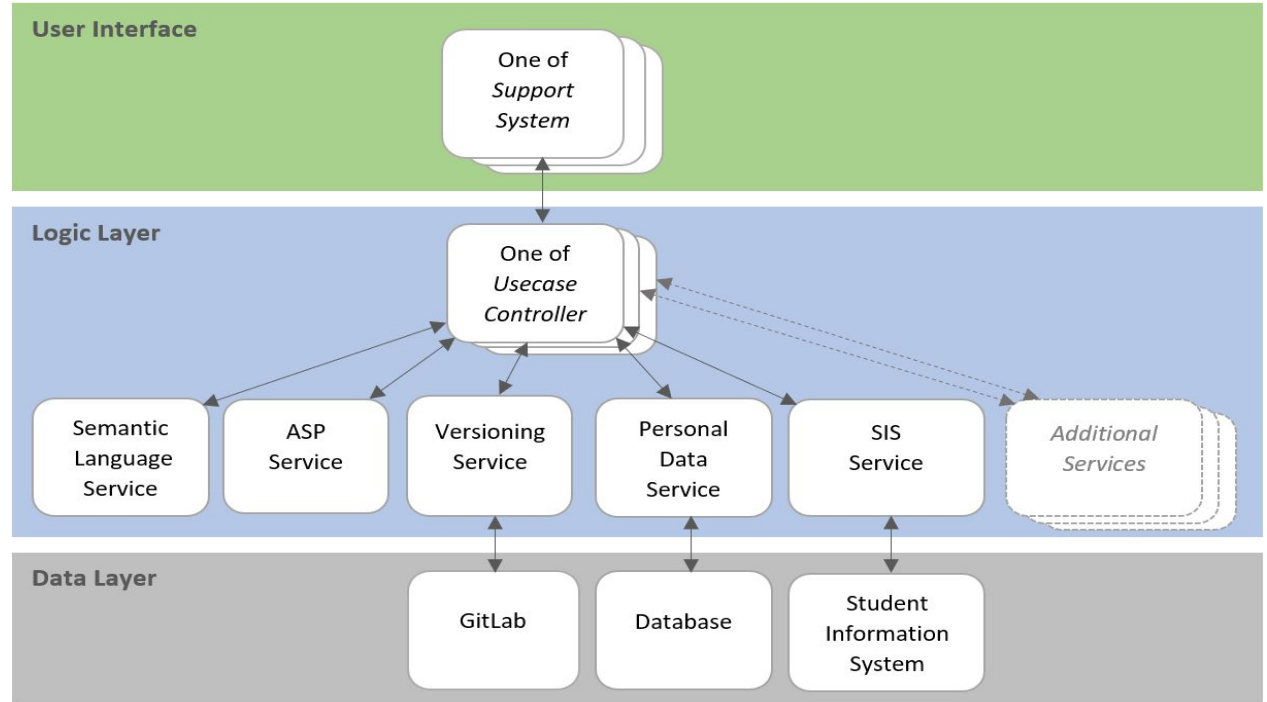 User Interface
One of
Support
System
Logic Layer
One of
Usecase
Controller
Semantic
Language
Service
ASP
Service
Versioning
Service
Personal
Data
Service
SIS
Service
Additional
Services
Data Layer
GitLab
Database
Student
Information
System